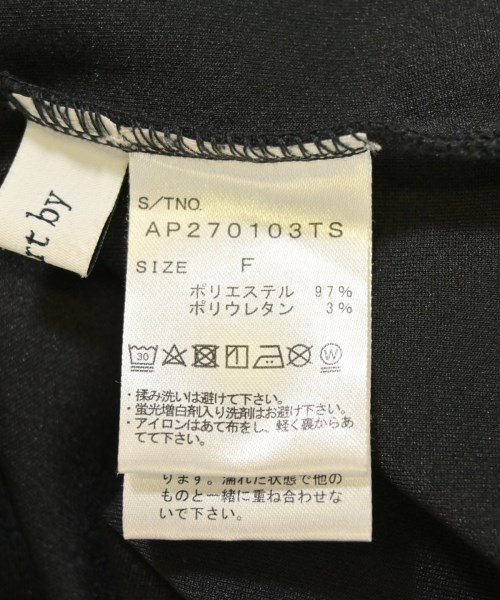 rt by
S/TNO.
AP270103TS
SIZE F
ポリエステル 97%
ポリウレタン 3%
30
W
・揉み洗いは避けて下さい。
・蛍光増白剤入り洗剤はお避け下さい。
・アイロンはあて布をし、軽く裏からあ
てて下さい。
ります。濡れた状態で他の
ものと一緒に重ね合わせな
いで下さい。